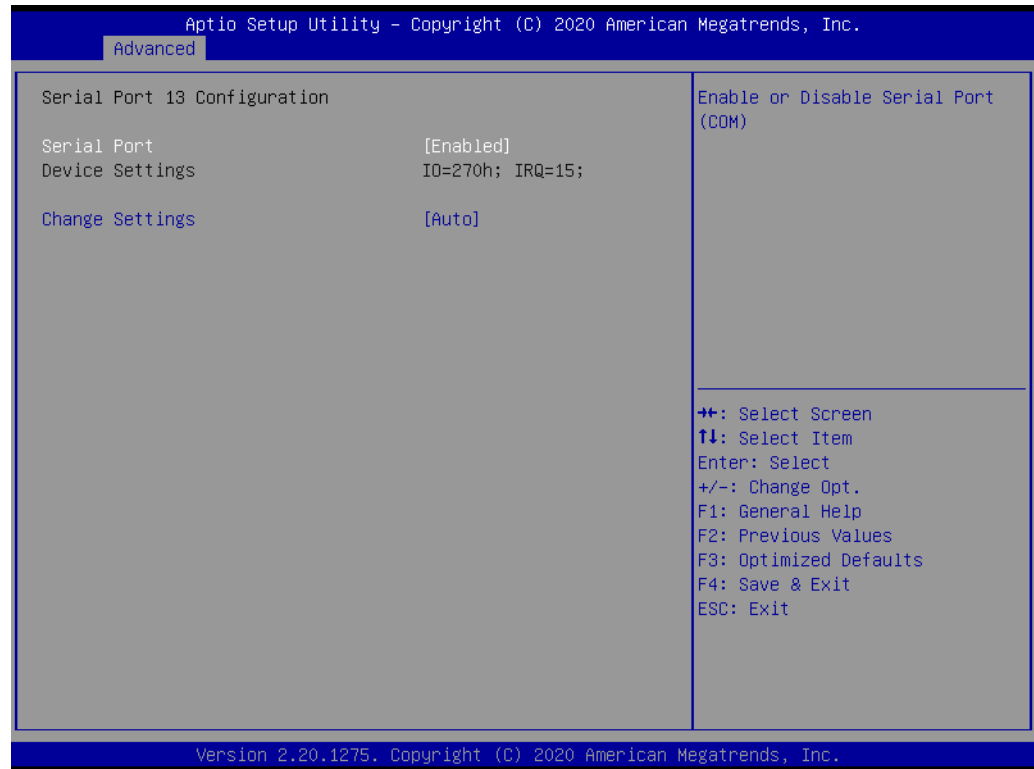 Aptio Setup Utility – Copyright (C) 2020 American Megatrends, Inc.
Advanced
Serial Port 13 Configuration
Serial Port [Enabled]
Device Settings IO=270h; IRQ=15;
Change Settings [Auto]
Enable or Disable Serial Port
(COM)
→←: Select Screen
↑↓: Select Item
Enter: Select
+/-: Change Opt.
F1: General Help
F2: Previous Values
F3: Optimized Defaults
F4: Save & Exit
ESC: Exit
Version 2.20.1275. Copyright (C) 2020 American Megatrends, Inc.